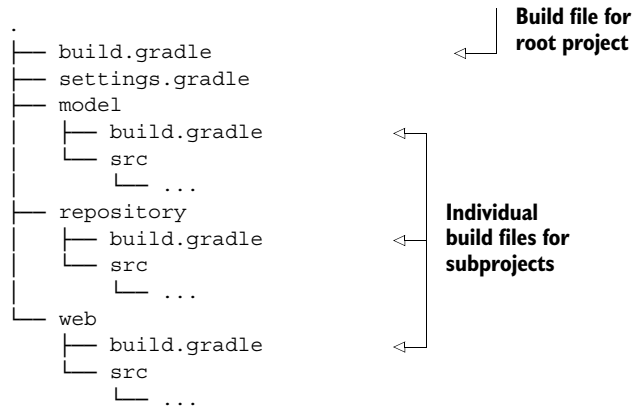 .
├── build.gradle
├── settings.gradle
├── model
│   ├── build.gradle
│   └── src
│       └── ...
├── repository
│   ├── build.gradle
│   └── src
│       └── ...
└── web
    ├── build.gradle
    └── src
        └── ...
Build file for
root project
Individual
build files for
subprojects